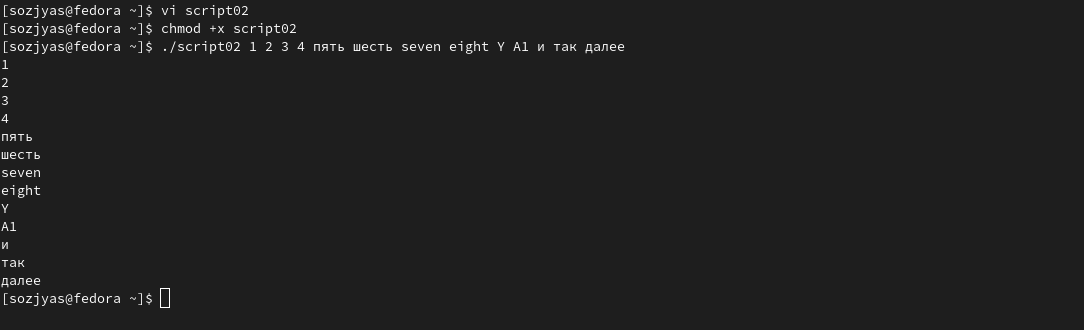 [sozjyas@fedora ~]$ vi script02
[sozjyas@fedora ~]$ chmod +x script02
[sozjyas@fedora ~]$ ./script02 1 2 3 4 пять шесть seven eight Y A1 и так далее
1
2
3
4
пять
шесть
seven
eight
Y
A1
и
так
далее
[sozjyas@fedora ~]$